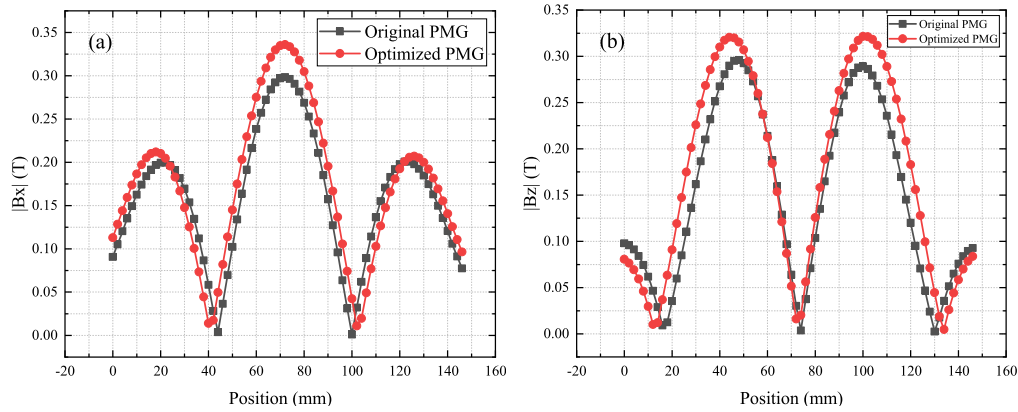 (a)
Original PMG
Optimized PMG
|Bx| (T)
0.35
0.30
0.25
0.20
0.15
0.10
0.05
0.00
-20 0 20 40 60 80 100 120 140 160
Position (mm)
(b)
Original PMG
Optimized PMG
|Bz| (T)
0.35
0.30
0.25
0.20
0.15
0.10
0.05
0.00
-20 0 20 40 60 80 100 120 140 160
Position (mm)